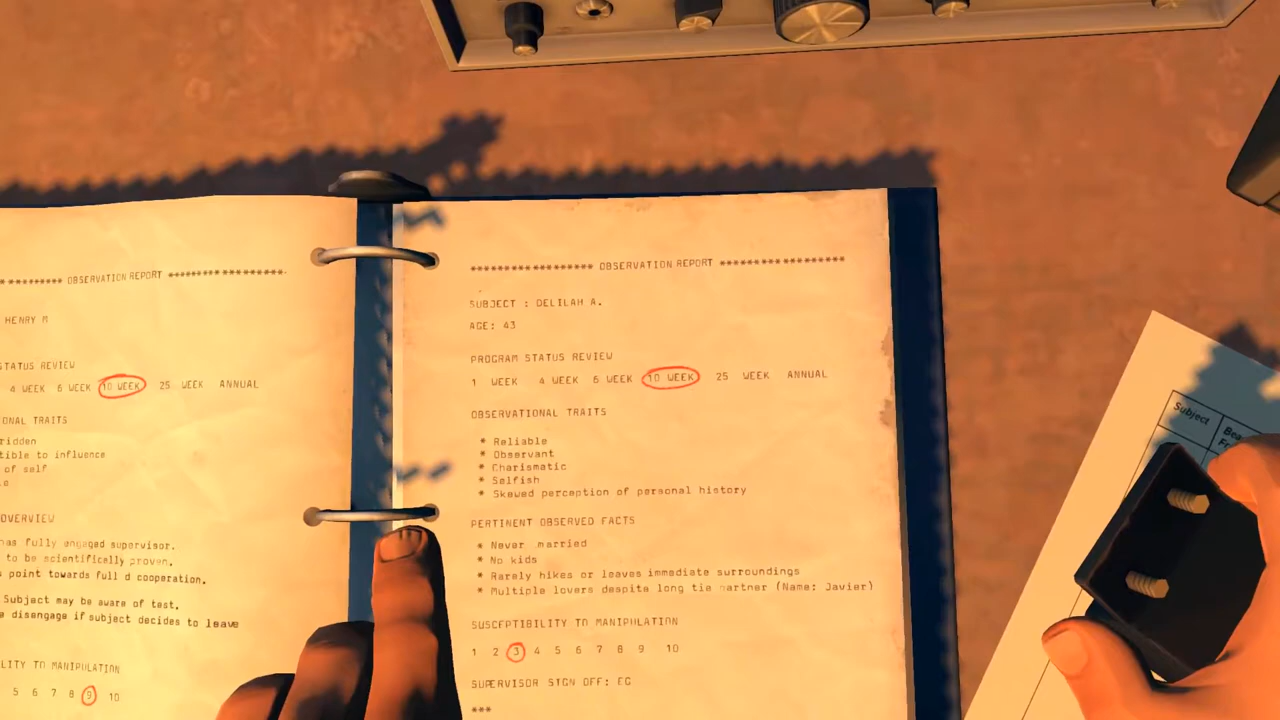 ********* OBSERVATION REPORT *****************
HENRY M
STATUS REVIEW
4 WEEK 6 WEEK 10 WEEK 25 WEEK ANNUAL
ONAL TRAITS
ridden
tible to influence
of self
OVERVIEW
has fully engaged supervisor.
to be scientifically proven.
point towards full d cooperation.
Subject may be aware of test.
disengage if subject decides to leave
LITY TO MANIPULATION
5 6 7 8 9 10
****************** OBSERVATION REPORT ******************
SUBJECT : DELILAH A.
AGE: 43
PROGRAM STATUS REVIEW
1 WEEK 4 WEEK 6 WEEK 10 WEEK 25 WEEK ANNUAL
OBSERVATIONAL TRAITS
* Reliable
* Observant
* Charismatic
* Selfish
* Skewed perception of personal history
PERTINENT OBSERVED FACTS
* Never married
* No kids
* Rarely hikes or leaves immediate surroundings
* Multiple lovers despite long tie partner (Name: Javier)
SUSCEPTIBILITY TO MANIPULATION
1 2 3 4 5 6 7 8 9 10
SUPERVISOR SIGN OFF: EG
***
Subject